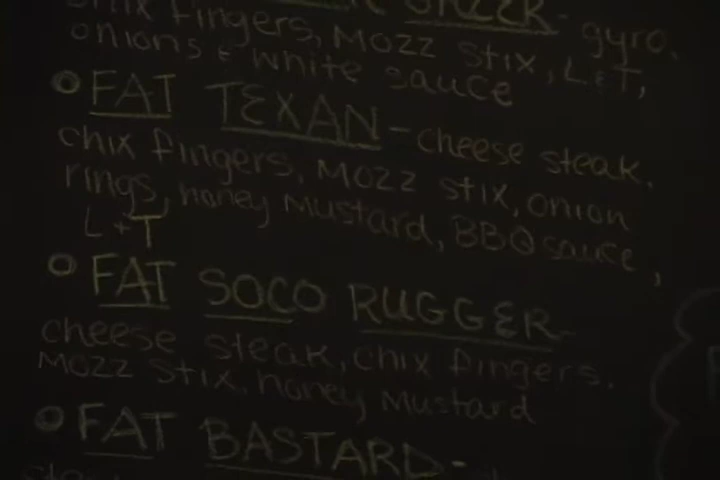 GREEK- gyro,
chix fingers, Mozz stix, L&T,
onions & white sauce
FAT TEXAN - cheese steak,
chix fingers, Mozz stix, onion
rings, honey Mustard, BBQ sauce,
L+T
FAT SOCO RUGGER-
cheese steak, chix fingers,
Mozz stix, honey Mustard
FAT BASTARD-